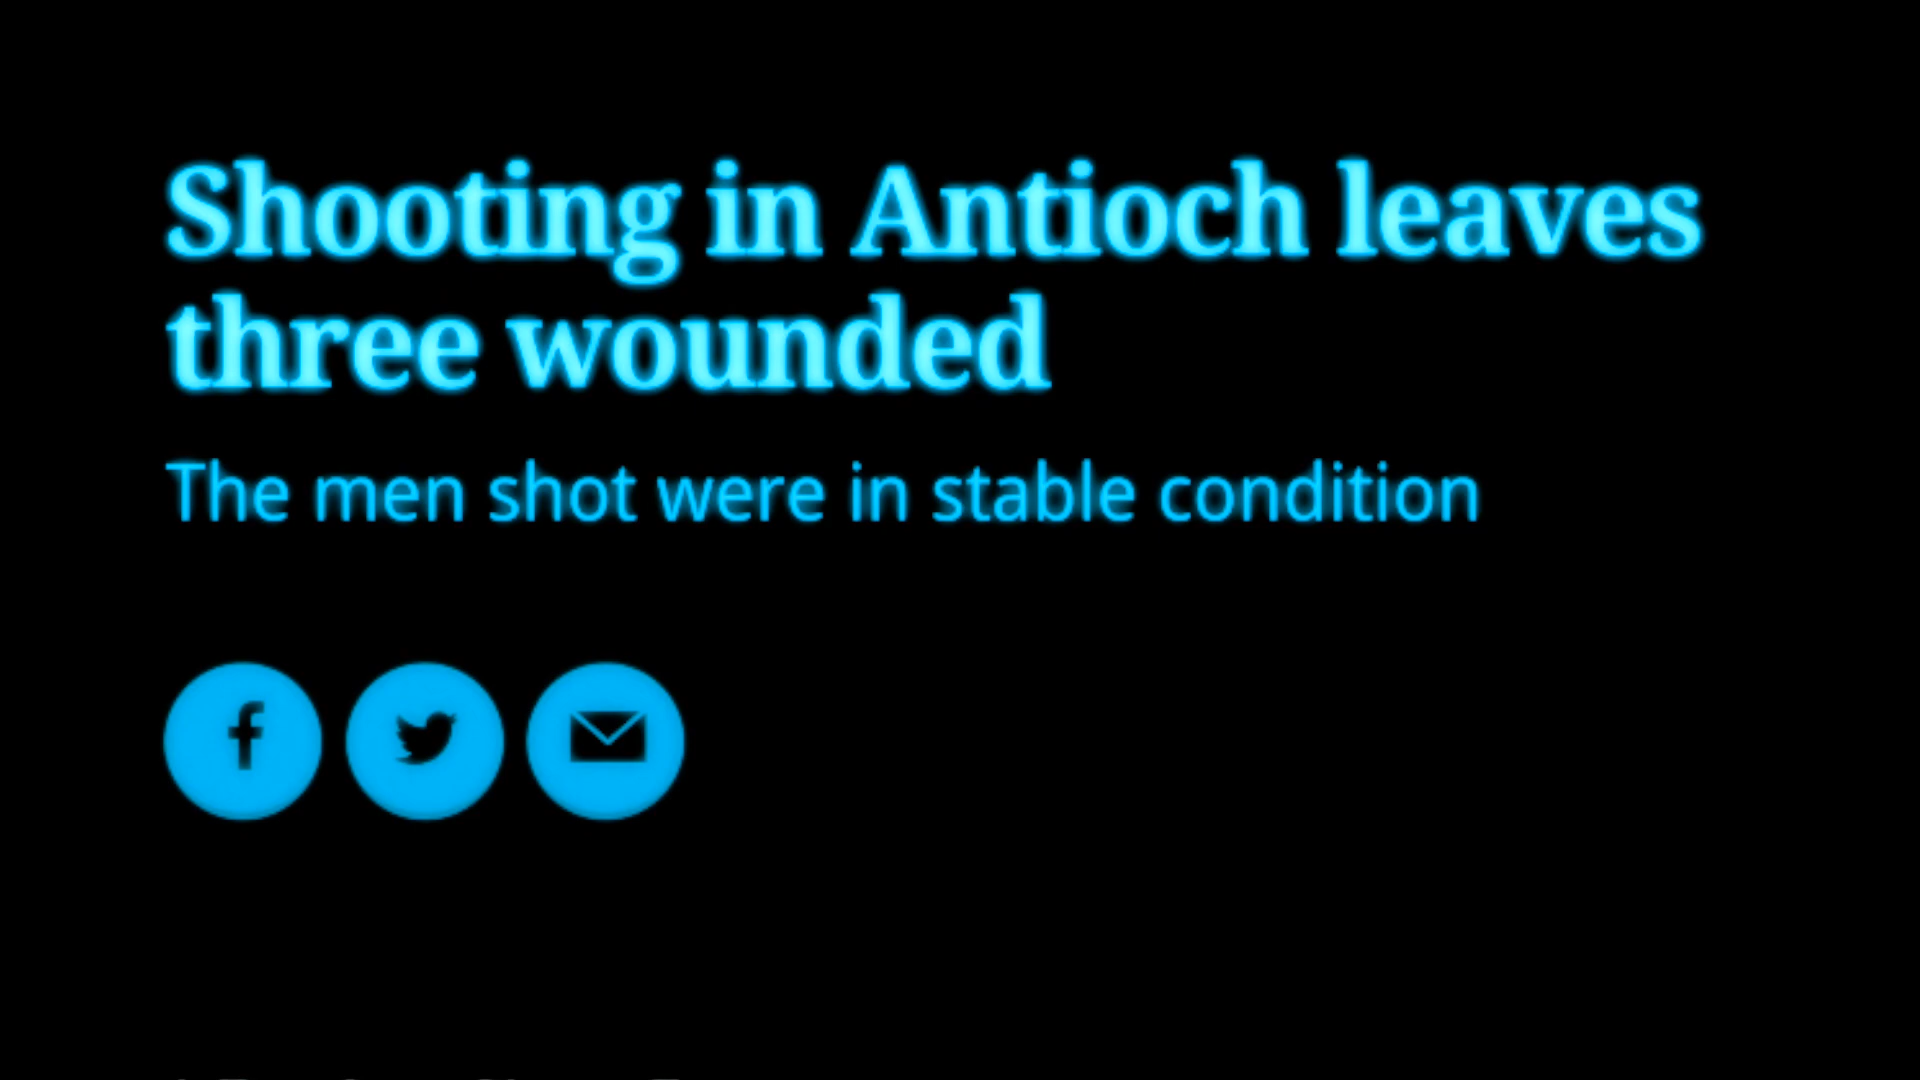 Shooting in Antioch leaves
three wounded
The men shot were in stable condition